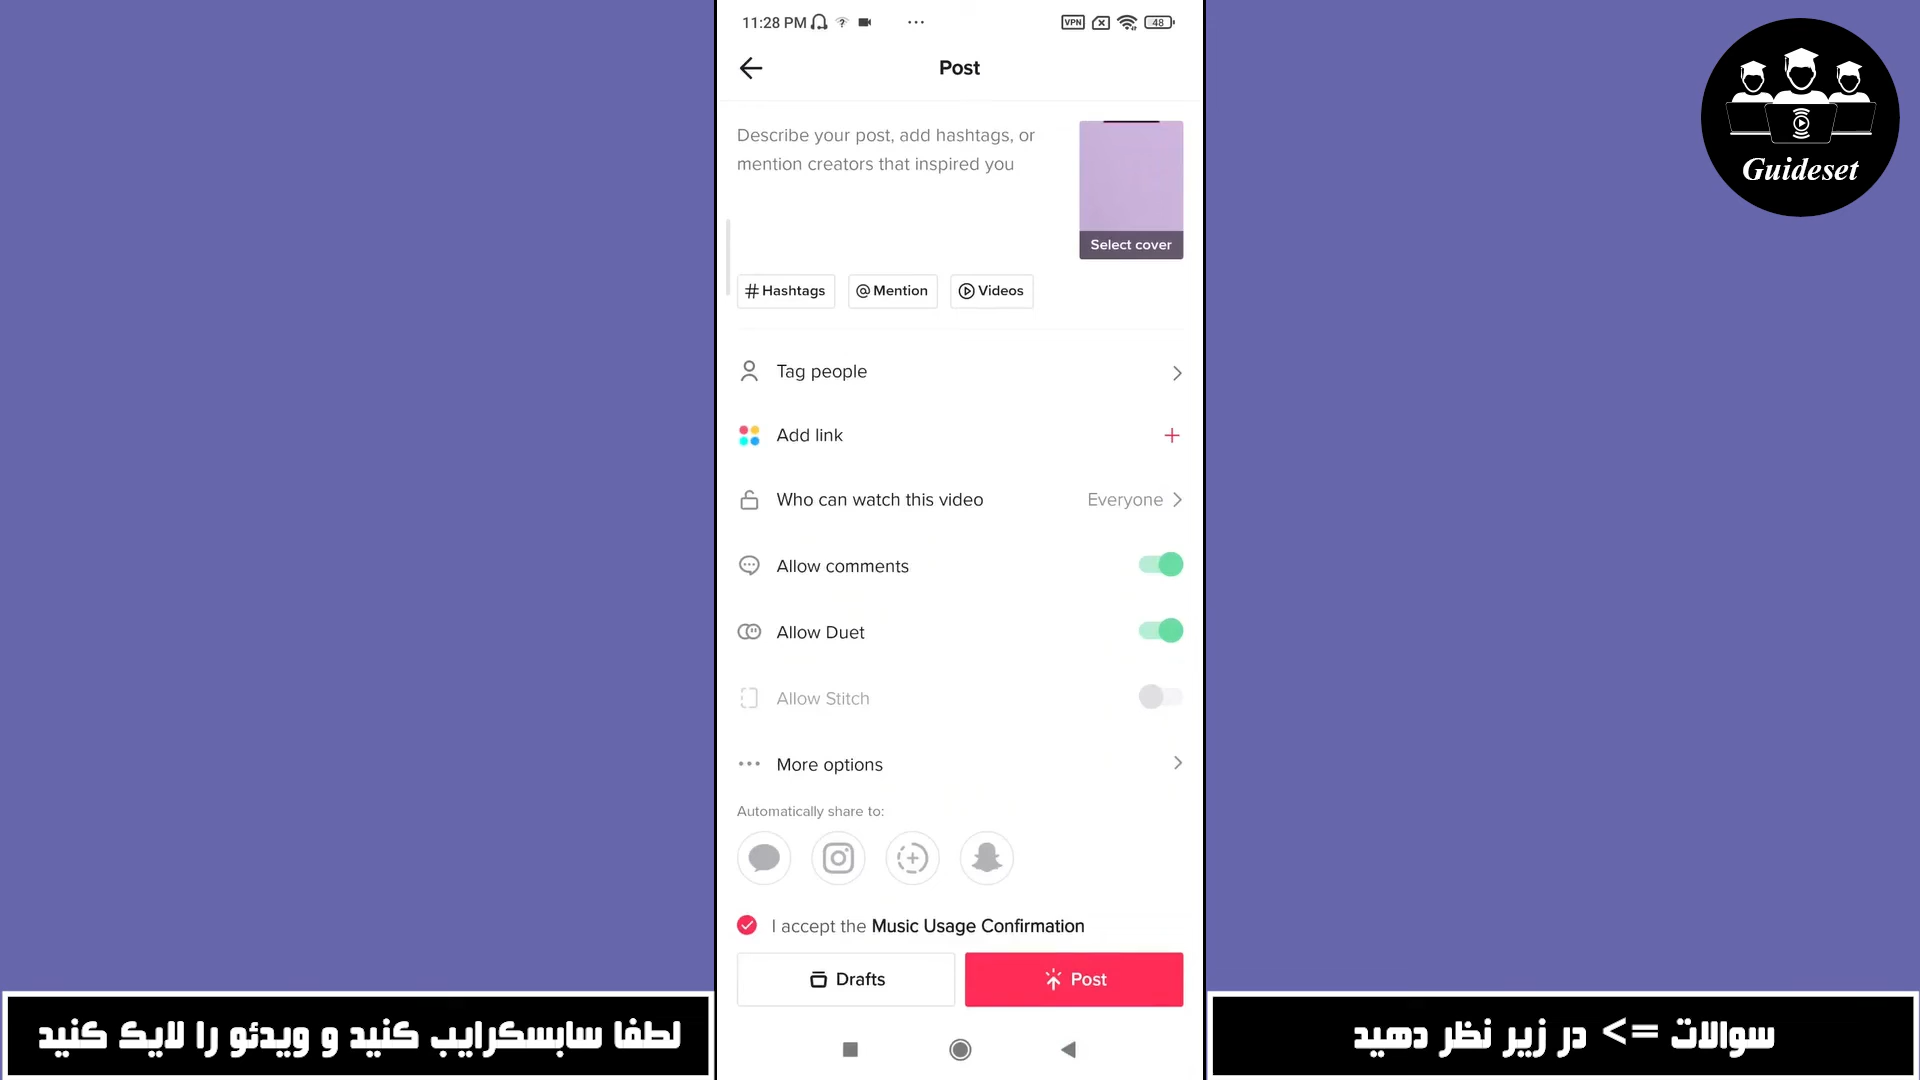 11:28 PM
VPN
48
Post
Guideset
Describe your post, add hashtags, or
mention creators that inspired you
Select cover
Hashtags
Mention
Videos
Tag people
Add link
Who can watch this video
Everyone
Allow comments
Allow Duet
Allow Stitch
More options
Automatically share to:
I accept the Music Usage Confirmation
Drafts
Post
لطفا سابسکرایب کنید و ویدئو را لایک کنید
سوالات => در زیر نظر دهید